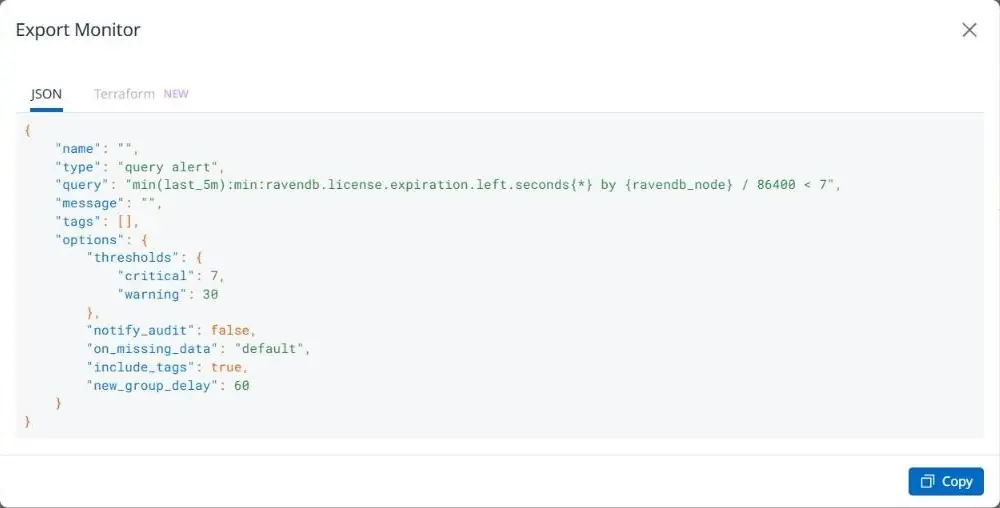 Export Monitor
JSON Terraform NEW
{
    "name": "",
    "type": "query alert",
    "query": "min(last_5m):min:ravendb.license.expiration.left.seconds{*} by {ravendb_node} / 86400 < 7",
    "message": "",
    "tags": [],
    "options": {
        "thresholds": {
            "critical": 7,
            "warning": 30
        },
        "notify_audit": false,
        "on_missing_data": "default",
        "include_tags": true,
        "new_group_delay": 60
    }
}
Copy